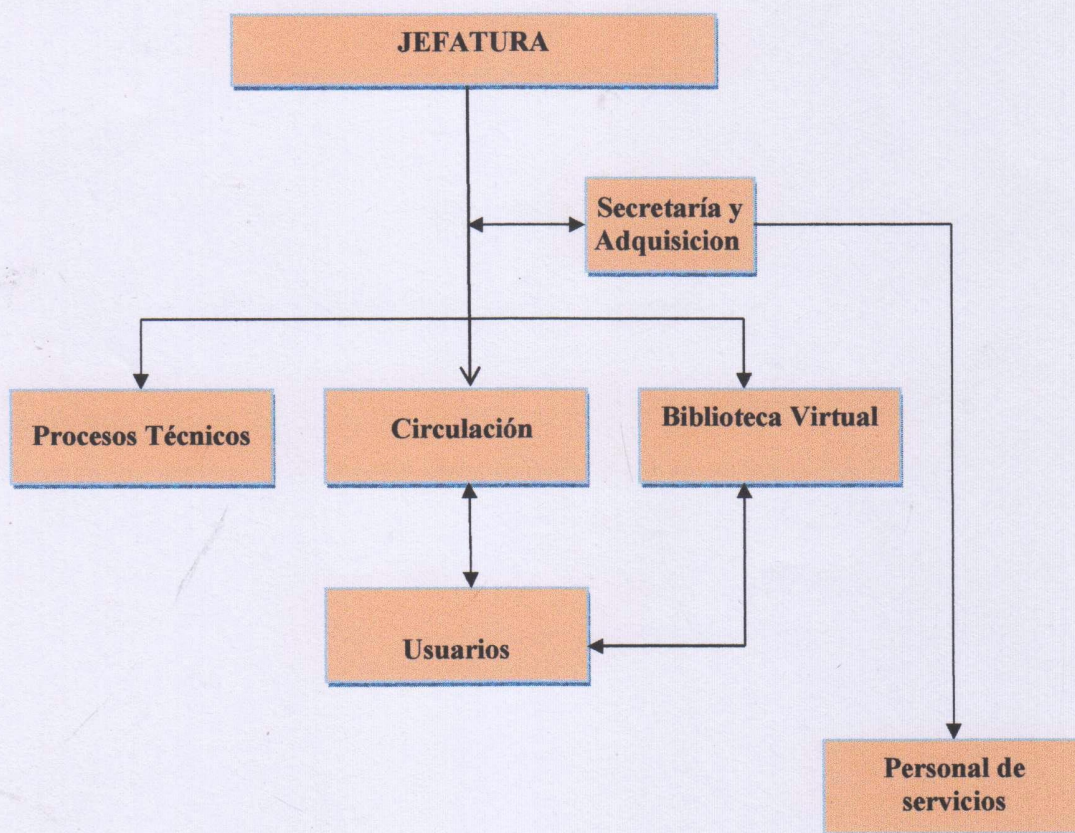 JEFATURA
Secretaría y
Adquisicion
Procesos Técnicos
Circulación
Biblioteca Virtual
Usuarios
Personal de
servicios